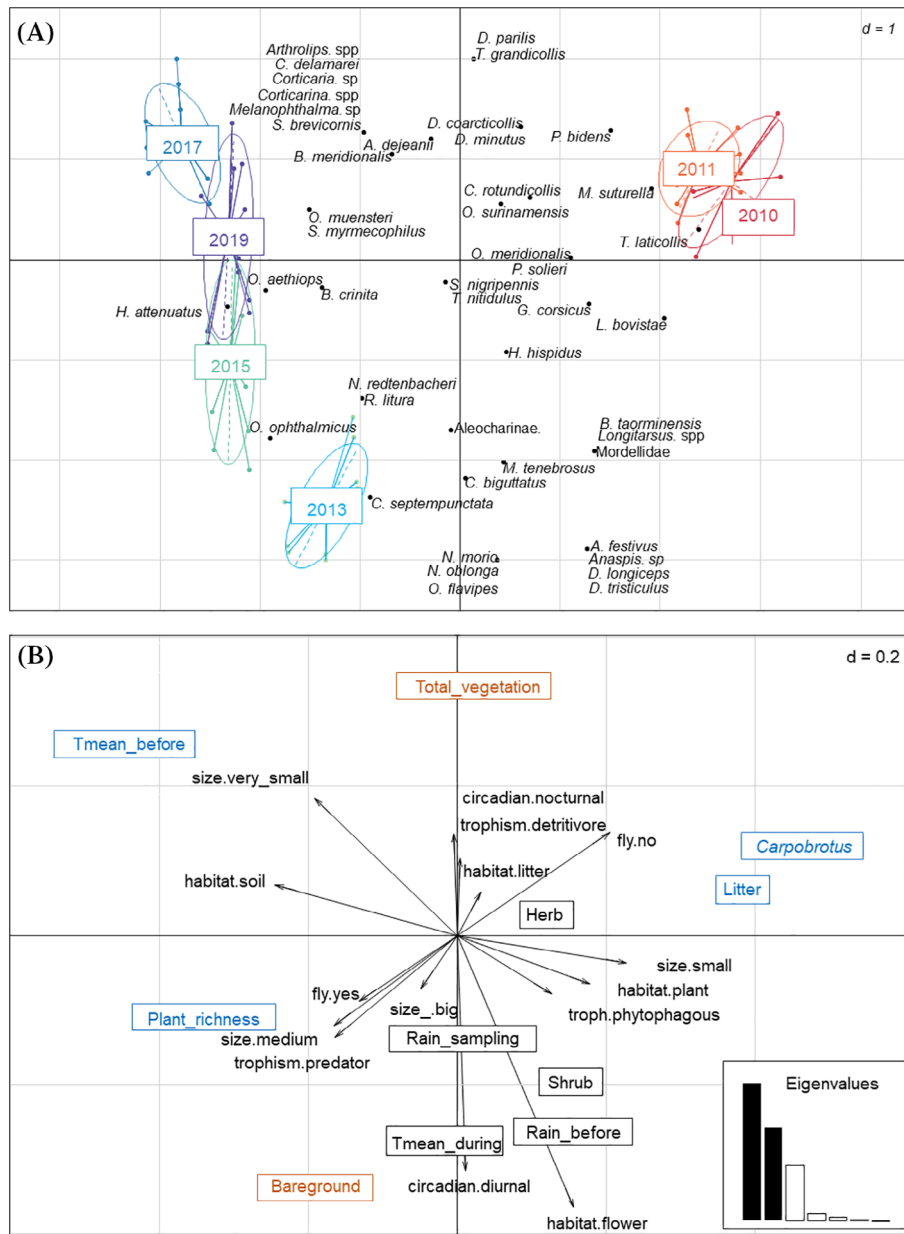 (A)
d = 1
D. parilis
T. grandicollis
Arthrolips. spp
C. delamarei
Corticaria. sp
Corticarina. spp
Melanophthalma. sp
S. brevicornis
A. dejeanii
B. meridionalis
D. coarcticollis
D. minutus
P. bidens
2017
2011
C. rotundicollis
O. surinamensis
M. suturella
2010
O. muensteri
S. myrmecophilus
2019
T. laticollis
O. meridionalis
P. solieri
O. aethiops
B. crinita
S. nigripennis
T. nitidulus
G. corsicus
H. attenuatus
L. bovistae
H. hispidus
2015
N. redtenbacheri
R. litura
O. ophthalmicus
Aleocharinae.
B. taorminensis
Longitarsus. spp
Mordellidae
M. tenebrosus
C. biguttatus
C. septempunctata
2013
N. morio
N. oblonga
O. flavipes
A. festivus
Anaspis. sp
D. longiceps
D. tristiculus
(B)
d = 0.2
Total_vegetation
Tmean_before
size.very_small
circadian.nocturnal
trophism.detritivore
fly.no
Carpobrotus
habitat.litter
habitat.soil
Litter
Herb
size.small
habitat.plant
troph.phytophagous
fly.yes
size_.big
Plant_richness
size.medium
trophism.predator
Rain_sampling
Shrub
Eigenvalues
Rain_before
Tmean_during
Bareground
circadian.diurnal
habitat.flower